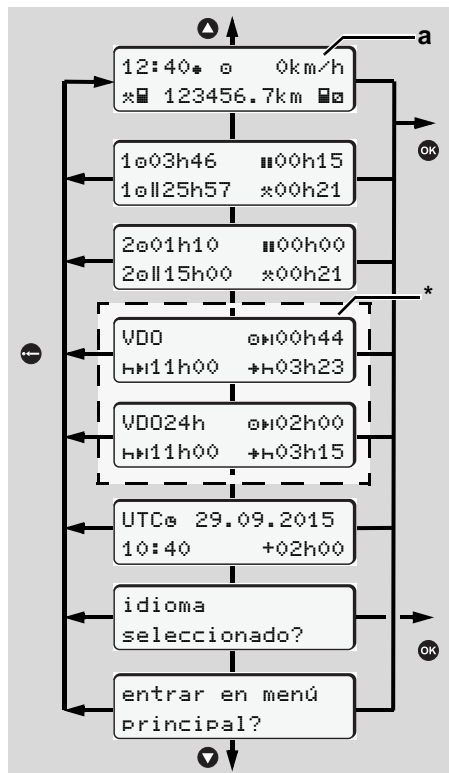 a
12:40 0km/h
123456.7km
OK
1 03h46 00h15
1 25h57 00h21
2 01h10 00h00
2 15h00 00h21
*
VDO 00h44
11h00 03h23
VDO24h 02h00
11h00 03h15
UTC 29.09.2015
10:40 +02h00
idioma
seleccionado?
OK
entrar en menú
principal?